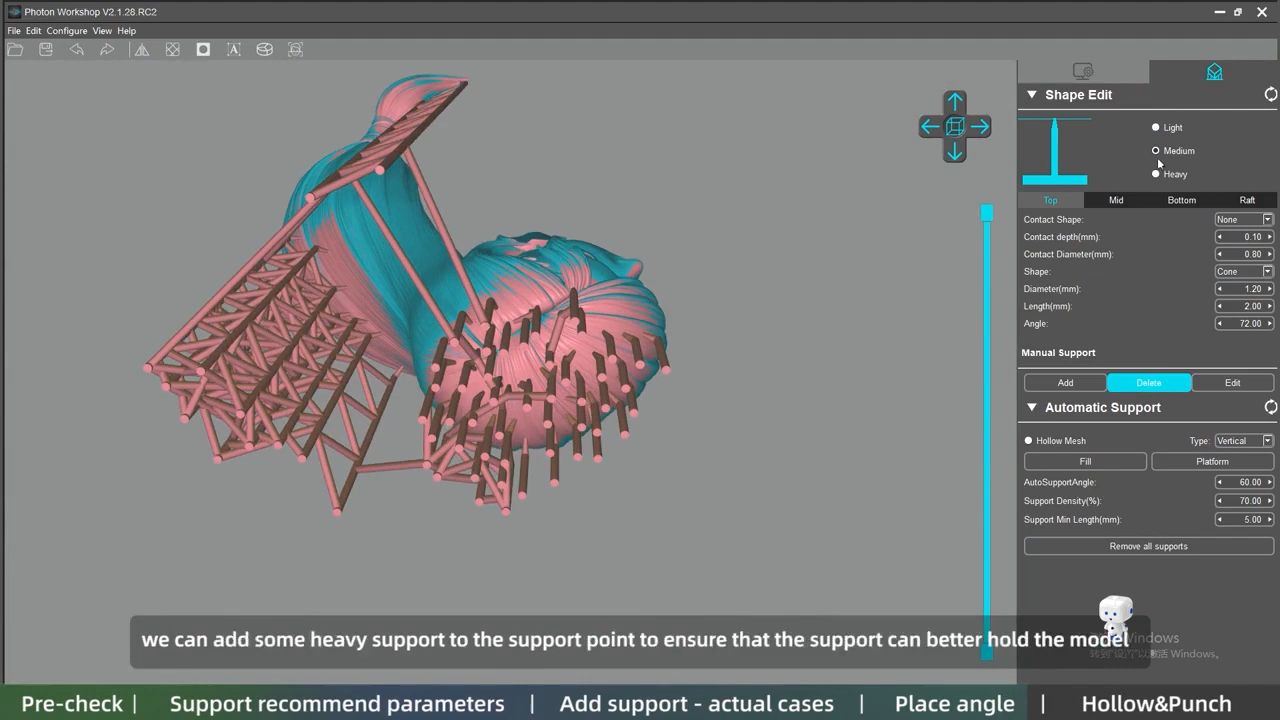 Photon Workshop V2.1.28.RC2
File Edit Configure View Help
Shape Edit
Light
Medium
Heavy
Top Mid Bottom Raft
Contact Shape: None
Contact depth(mm): 0.10
Contact Diameter(mm): 0.80
Shape: Cone
Diameter(mm): 1.20
Length(mm): 2.00
Angle: 72.00
Manual Support
Add Delete Edit
Automatic Support
Hollow Mesh Type: Vertical
Fill Platform
AutoSupportAngle: 60.00
Support Density(%): 70.00
Support Min Length(mm): 5.00
Remove all supports
we can add some heavy support to the support point to ensure that the support can better hold the model
Windows
激活 Windows。
Pre-check | Support recommend parameters | Add support - actual cases | Place angle | Hollow&Punch